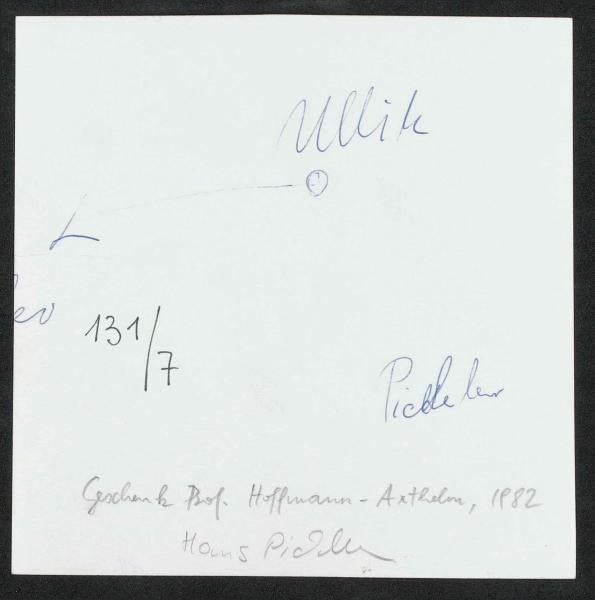 Ullik
131/7
Pichler
Geschenk Prof. Hoffmann-Axthelm, 1982
Hans Pichler